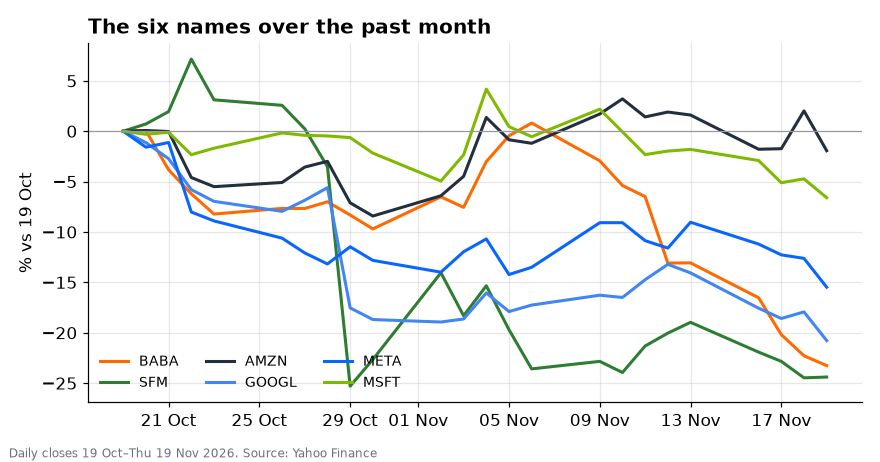 The six names over the past month
% vs 19 Oct
5
0
−5
−10
−15
−20
−25
BABA AMZN META
SFM GOOGL MSFT
21 Oct 25 Oct 29 Oct 01 Nov 05 Nov 09 Nov 13 Nov 17 Nov
Daily closes 19 Oct–Thu 19 Nov 2026. Source: Yahoo Finance